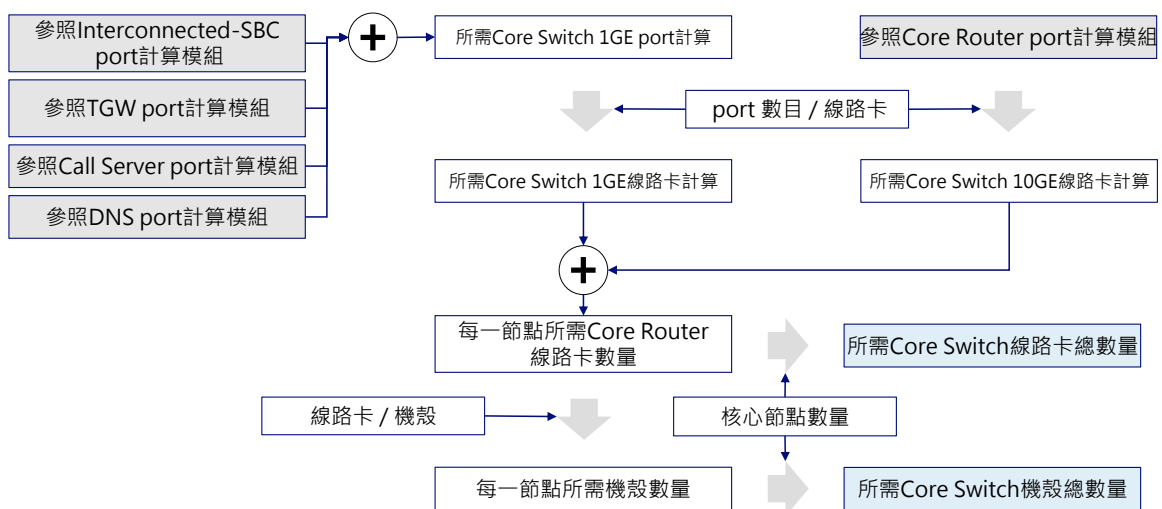 參照Interconnected-SBC
port計算模組
參照TGW port計算模組
參照Call Server port計算模組
參照DNS port計算模組
+
所需Core Switch 1GE port計算
參照Core Router port計算模組
port 數目 / 線路卡
所需Core Switch 1GE線路卡計算
所需Core Switch 10GE線路卡計算
+
每一節點所需Core Router
線路卡數量
所需Core Switch線路卡總數量
線路卡 / 機殼
核心節點數量
每一節點所需機殼數量
所需Core Switch機殼總數量